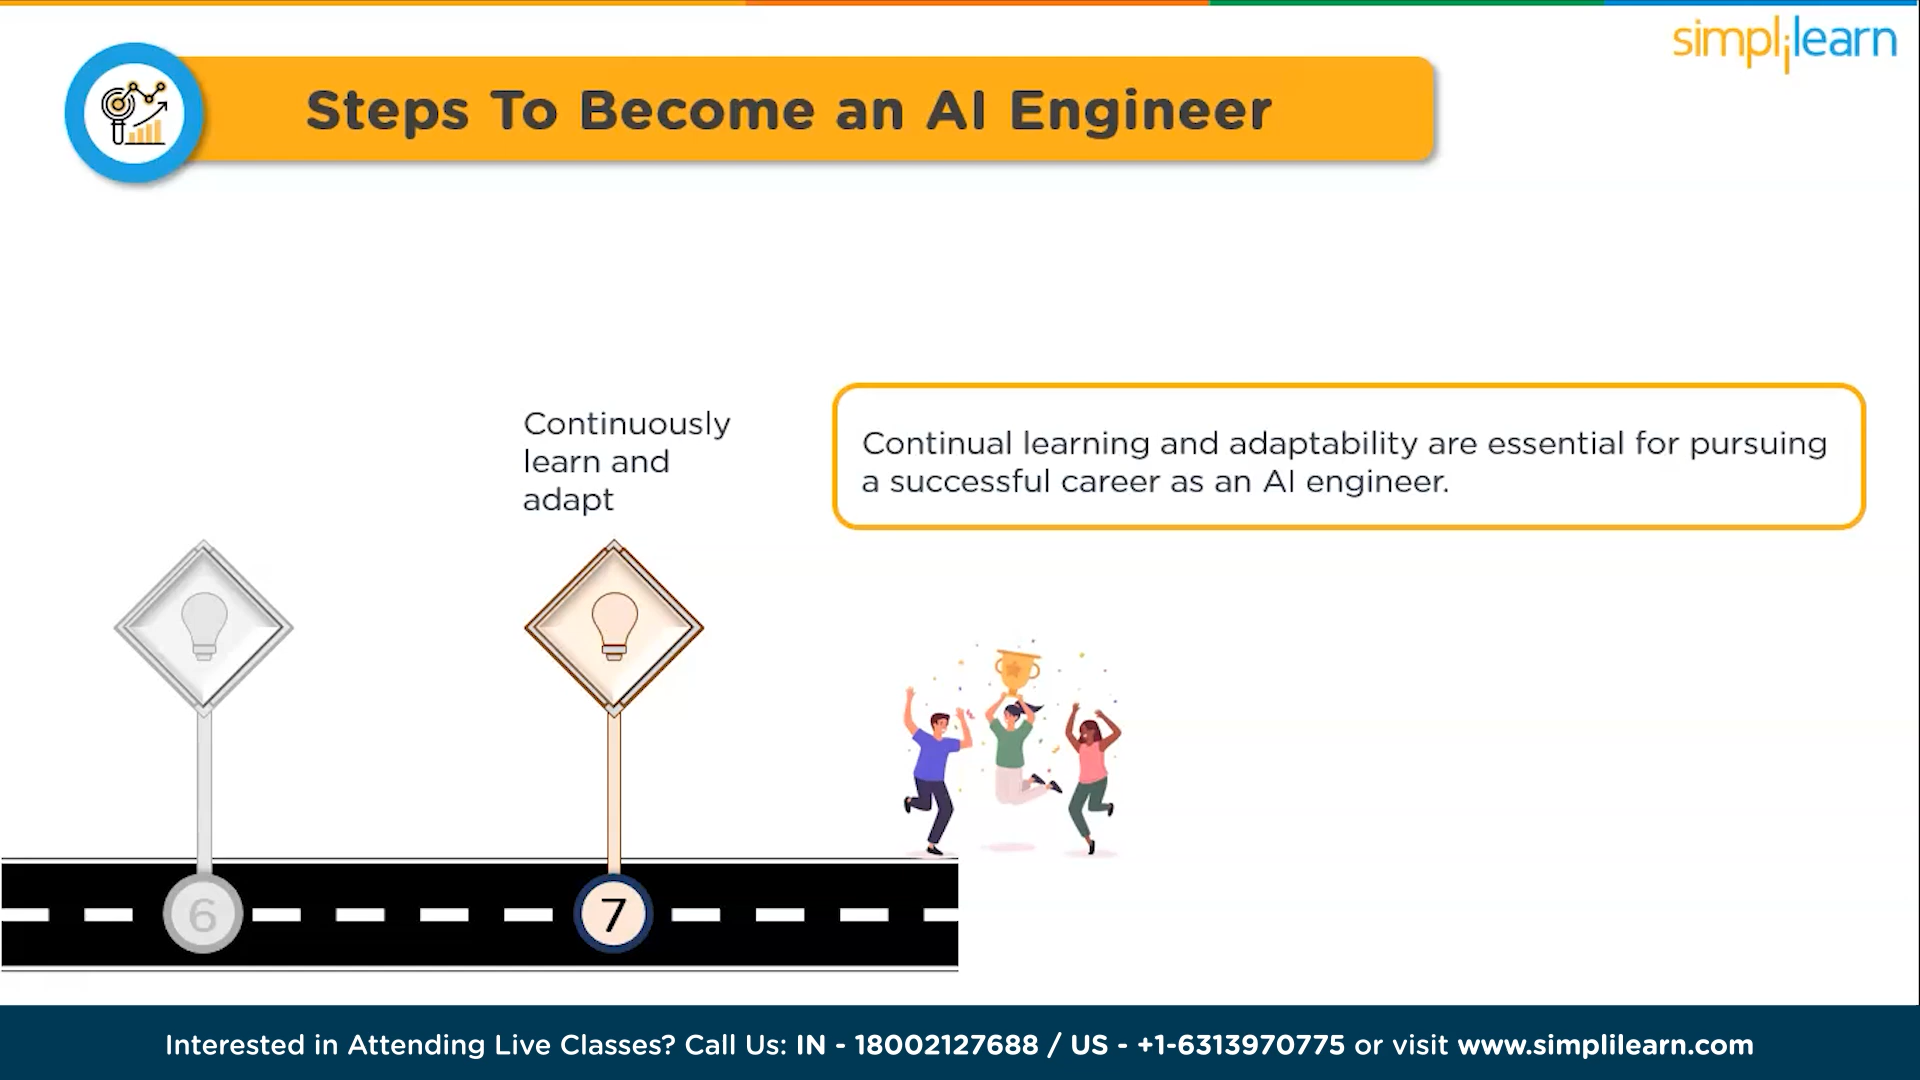 simplilearn
Steps To Become an AI Engineer
Continuously
learn and
adapt
Continual learning and adaptability are essential for pursuing
a successful career as an AI engineer.
6
7
Interested in Attending Live Classes? Call Us: IN - 18002127688 / US - +1-6313970775 or visit www.simplilearn.com